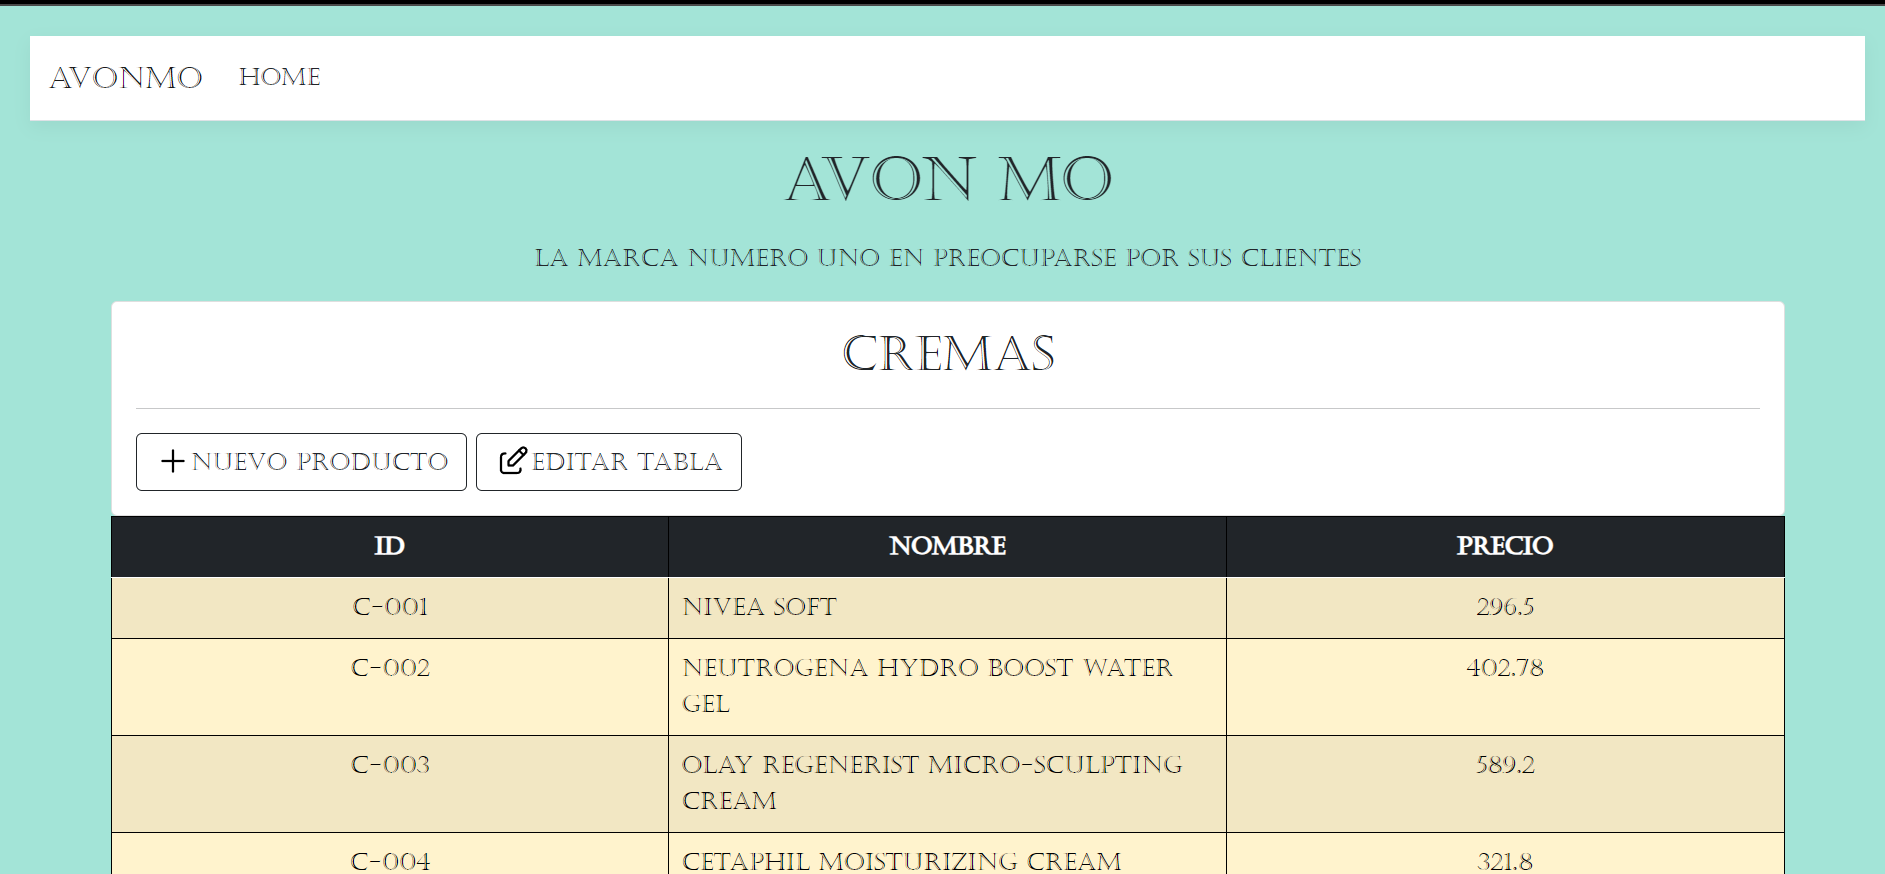 AVONMO HOME
AVON MO
LA MARCA NUMERO UNO EN PREOCUPARSE POR SUS CLIENTES
CREMAS
NUEVO PRODUCTO EDITAR TABLA
ID NOMBRE PRECIO
C-001 NIVEA SOFT 296.5
C-002 NEUTROGENA HYDRO BOOST WATER 402.78
GEL
C-003 OLAY REGENERIST MICRO-SCULPTING 589.2
CREAM
C-004 CETAPHIL MOISTURIZING CREAM 321.8